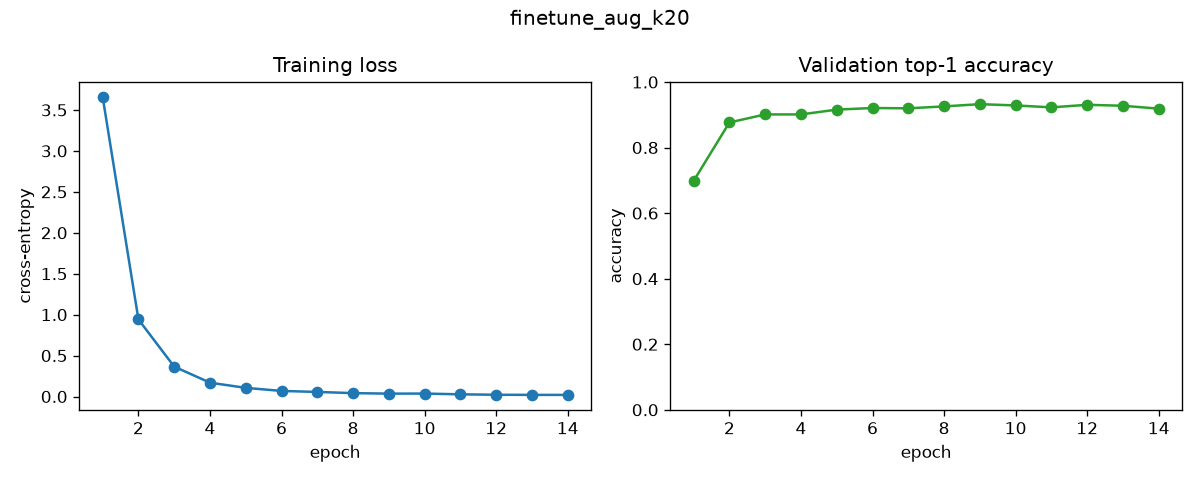 finetune_aug_k20
Training loss
cross-entropy
3.5
3.0
2.5
2.0
1.5
1.0
0.5
0.0
2 4 6 8 10 12 14
epoch
Validation top-1 accuracy
accuracy
1.0
0.8
0.6
0.4
0.2
0.0
2 4 6 8 10 12 14
epoch